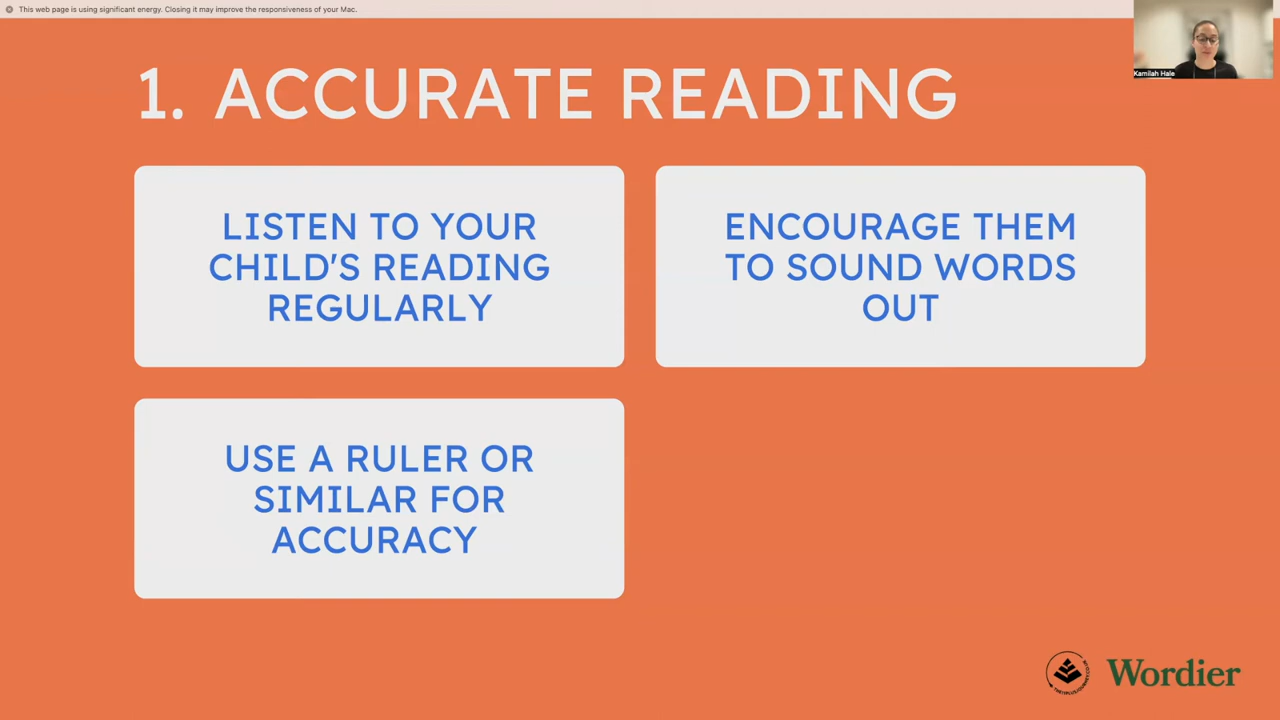 This web page is using significant energy. Closing it may improve the responsiveness of your Mac.
Kamilah Hale
1. ACCURATE READING
LISTEN TO YOUR
CHILD'S READING
REGULARLY
ENCOURAGE THEM
TO SOUND WORDS
OUT
USE A RULER OR
SIMILAR FOR
ACCURACY
Wordier